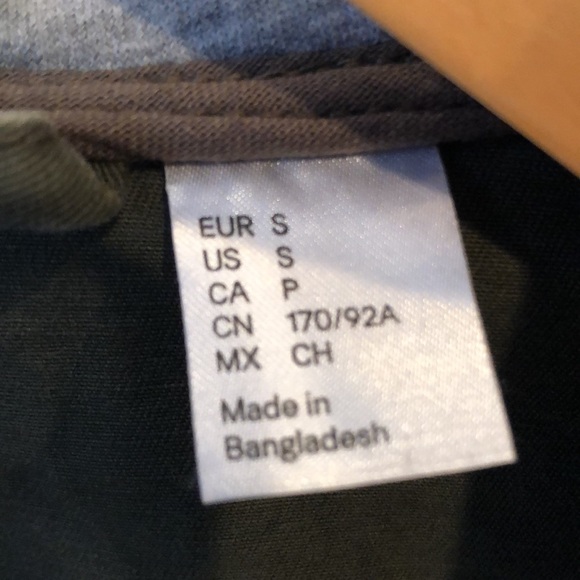 EUR S
US S
CA P
CN 170/92A
MX CH
Made in
Bangladesh